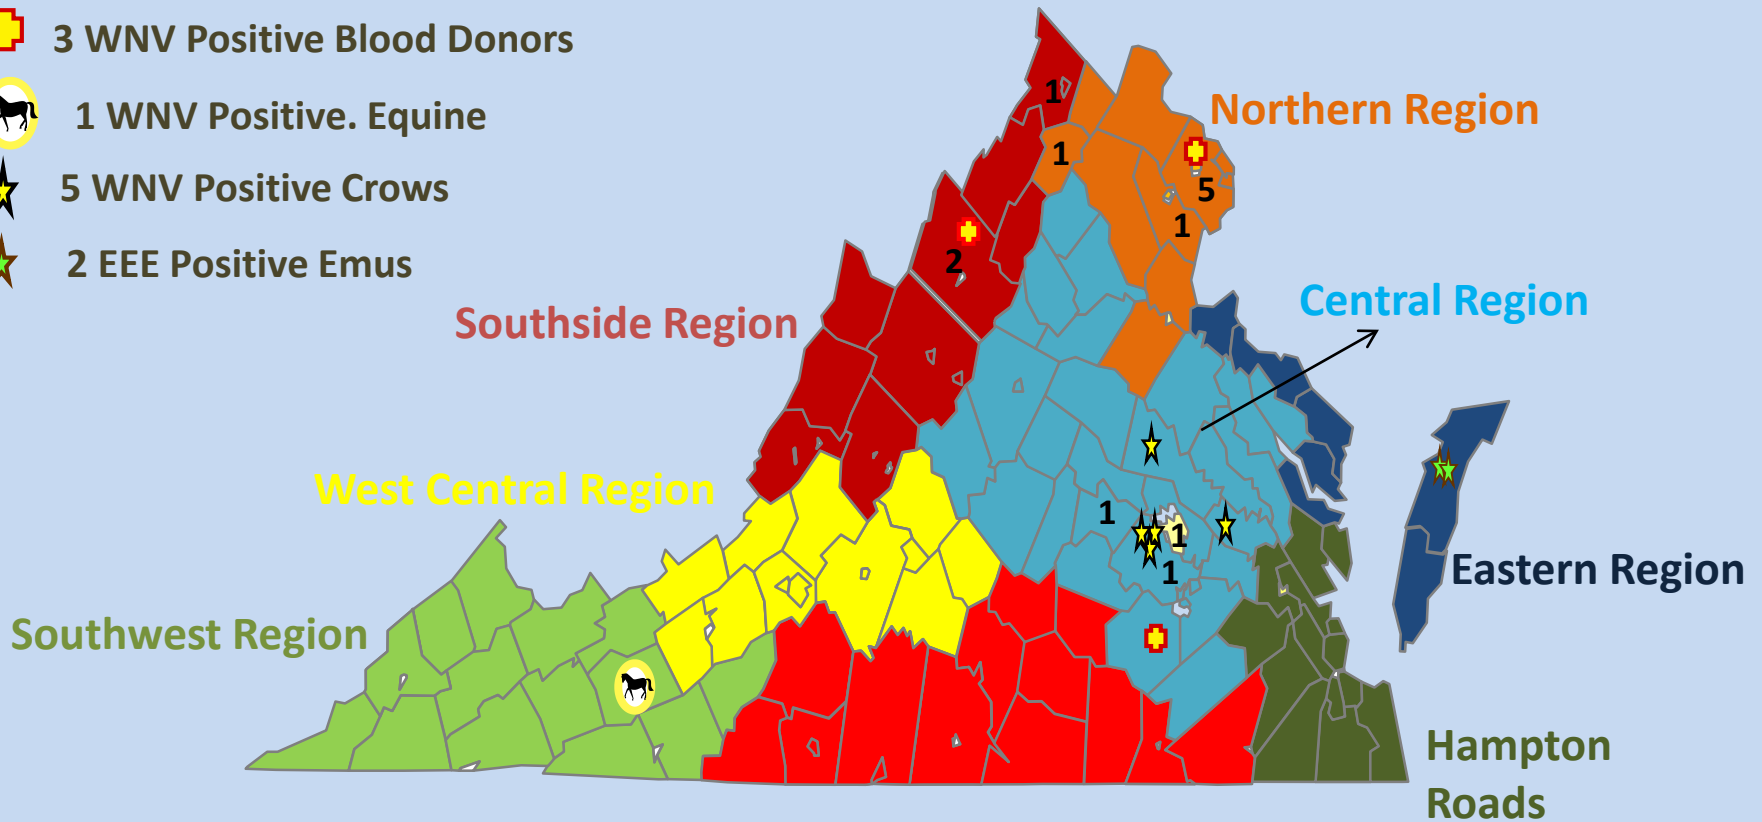 3 WNV Positive Blood Donors
1 WNV Positive. Equine
5 WNV Positive Crows
2 EEE Positive Emus
1
Northern Region
1
5
1
2
Central Region
Southside Region
West Central Region
1
1
1
Eastern Region
Southwest Region
Hampton
Roads